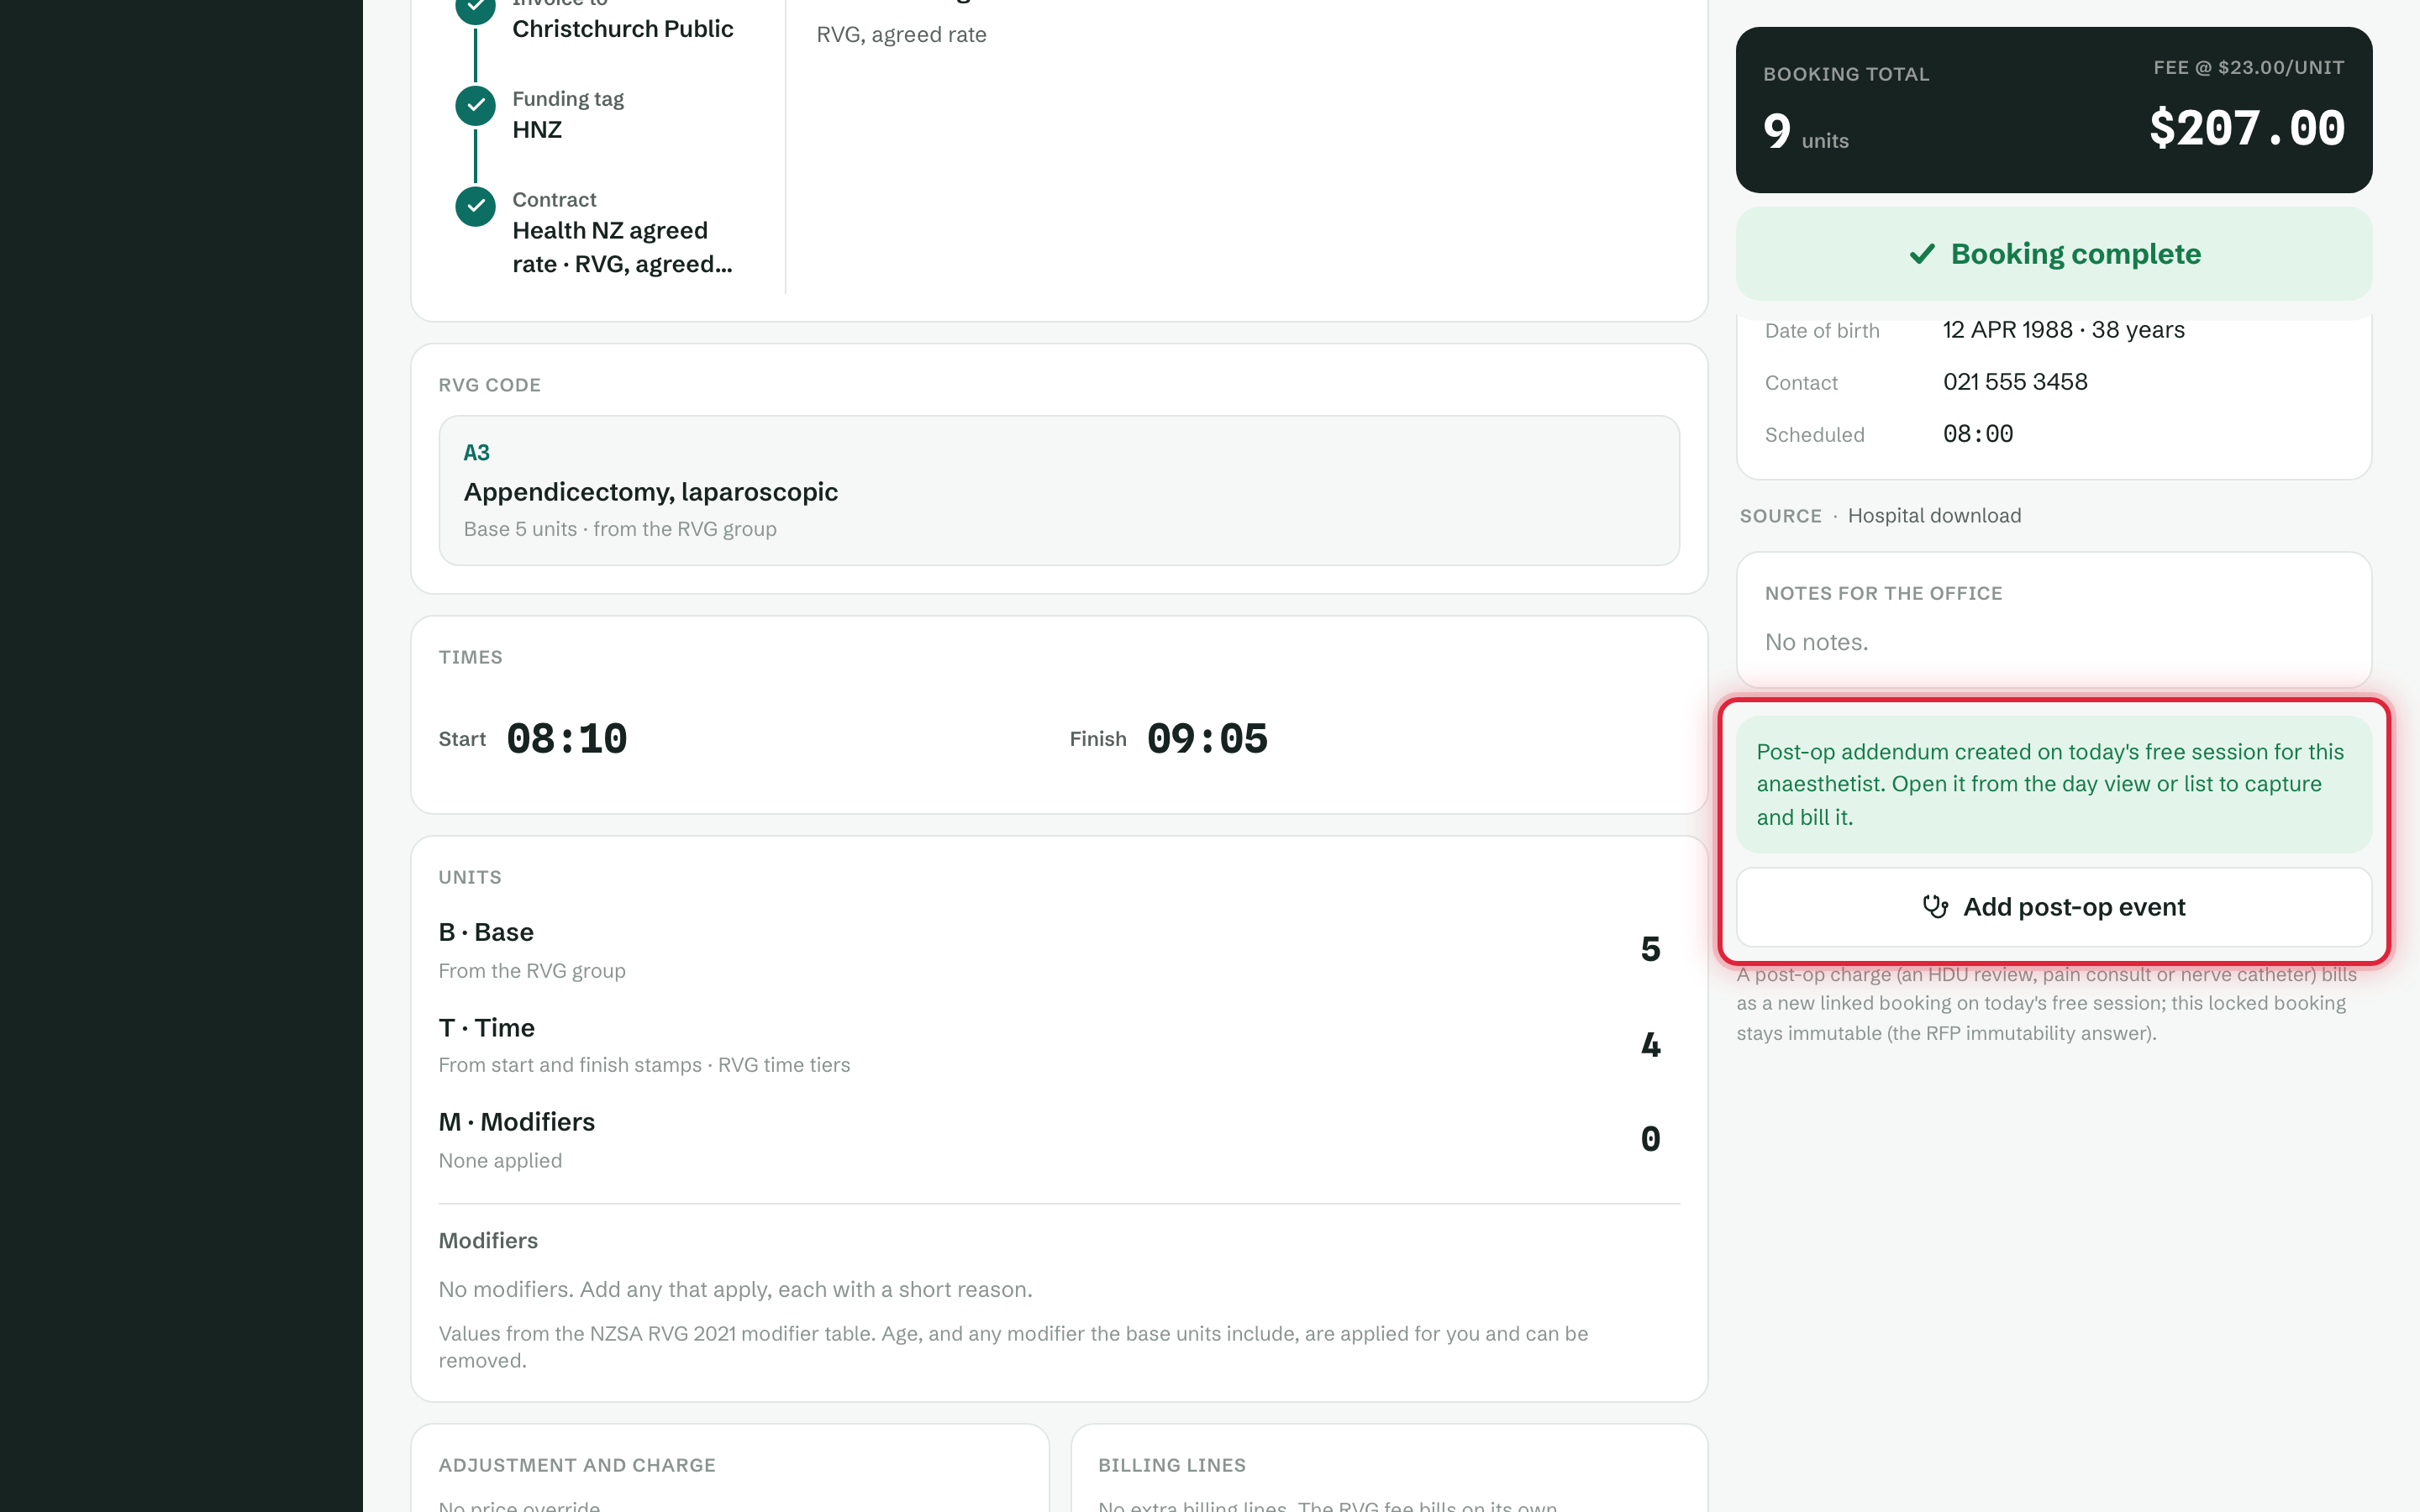 Invoice to
Christchurch Public
Funding tag
HNZ
Contract
Health NZ agreed
rate · RVG, agreed...
RVG, agreed rate
RVG CODE
A3
Appendicectomy, laparoscopic
Base 5 units · from the RVG group
TIMES
Start 08:10
Finish 09:05
UNITS
B · Base
From the RVG group
5
T · Time
From start and finish stamps · RVG time tiers
4
M · Modifiers
None applied
0
Modifiers
No modifiers. Add any that apply, each with a short reason.
Values from the NZSA RVG 2021 modifier table. Age, and any modifier the base units include, are applied for you and can be
removed.
ADJUSTMENT AND CHARGE
No price override
BILLING LINES
No extra billing lines. The RVG fee bills on its own
BOOKING TOTAL
9 units
FEE @ $23.00/UNIT
$207.00
Booking complete
Date of birth 12 APR 1988 · 38 years
Contact 021 555 3458
Scheduled 08:00
SOURCE · Hospital download
NOTES FOR THE OFFICE
No notes.
Post-op addendum created on today's free session for this
anaesthetist. Open it from the day view or list to capture
and bill it.
Add post-op event
A post-op charge (an HDU review, pain consult or nerve catheter) bills
as a new linked booking on today's free session; this locked booking
stays immutable (the RFP immutability answer).